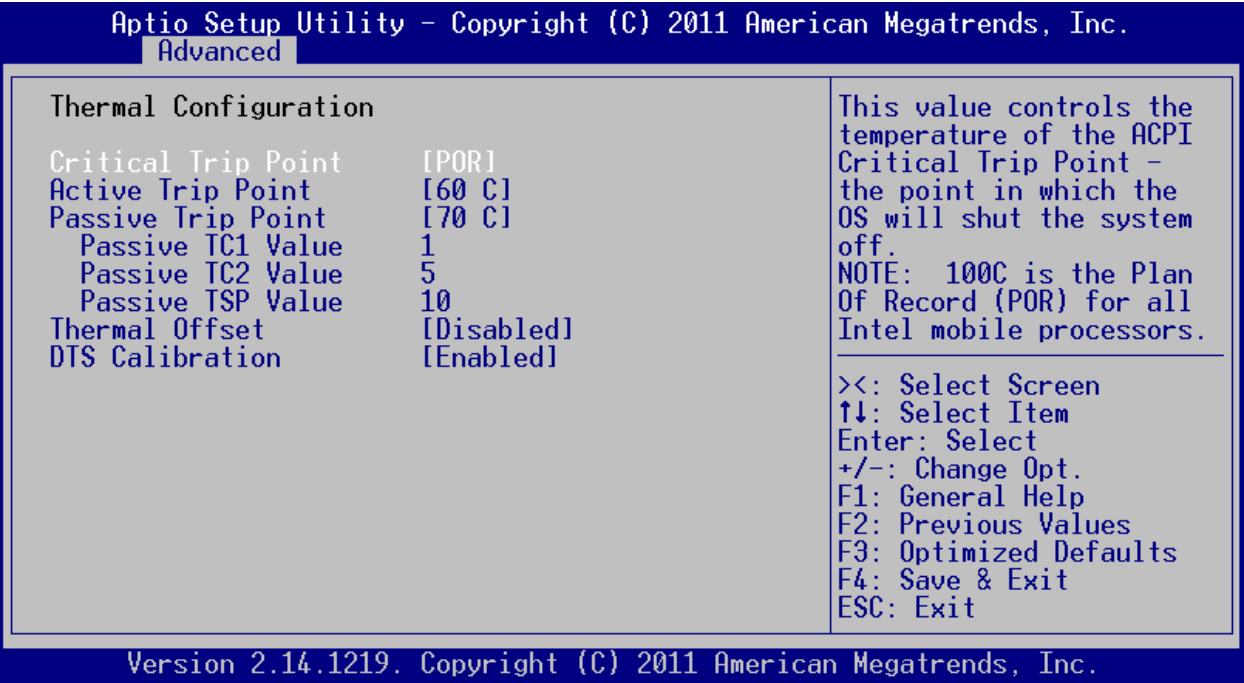 Aptio Setup Utility - Copyright (C) 2011 American Megatrends, Inc.
Advanced
Thermal Configuration
Critical Trip Point [POR]
Active Trip Point [60 C]
Passive Trip Point [70 C]
Passive TC1 Value 1
Passive TC2 Value 5
Passive TSP Value 10
Thermal Offset [Disabled]
DTS Calibration [Enabled]
This value controls the
temperature of the ACPI
Critical Trip Point -
the point in which the
OS will shut the system
off.
NOTE: 100C is the Plan
Of Record (POR) for all
Intel mobile processors.
><: Select Screen
↑↓: Select Item
Enter: Select
+/-: Change Opt.
F1: General Help
F2: Previous Values
F3: Optimized Defaults
F4: Save & Exit
ESC: Exit
Version 2.14.1219. Copyright (C) 2011 American Megatrends, Inc.